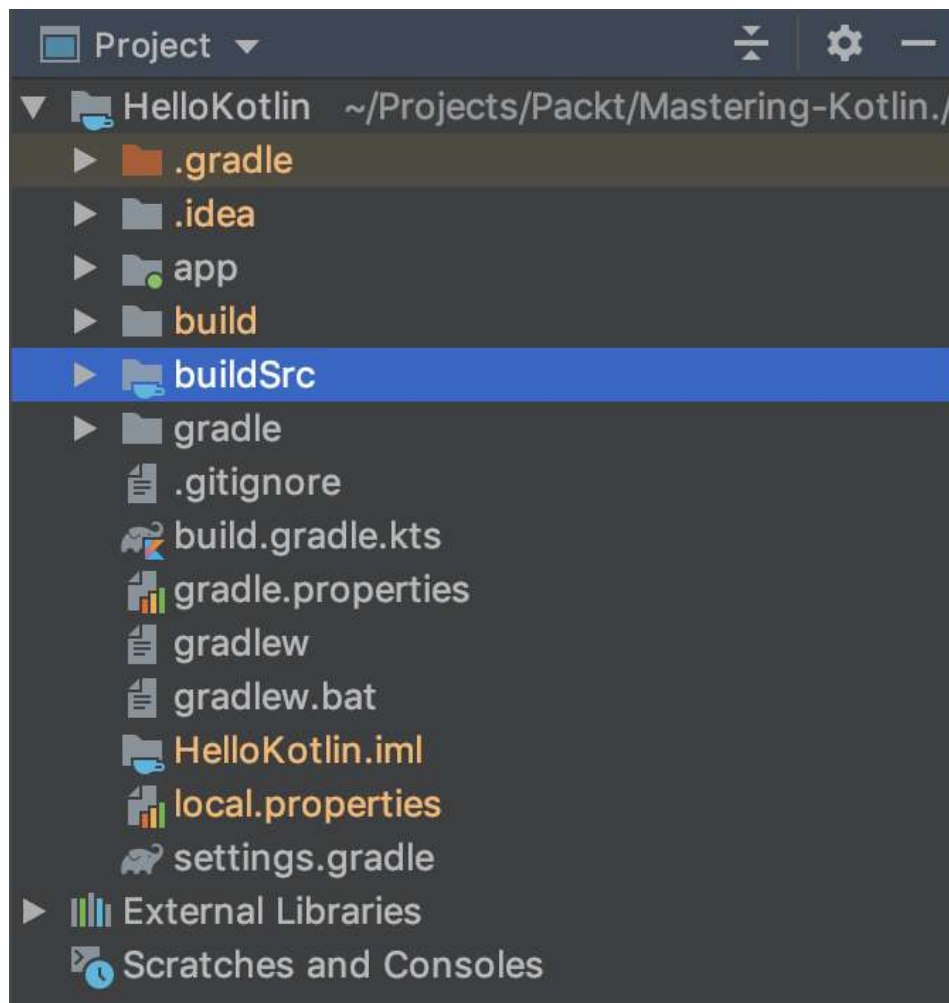 Project
HelloKotlin ~/Projects/Packt/Mastering-Kotlin./
.gradle
.idea
app
build
buildSrc
gradle
.gitignore
build.gradle.kts
gradle.properties
gradlew
gradlew.bat
HelloKotlin.iml
local.properties
settings.gradle
External Libraries
Scratches and Consoles